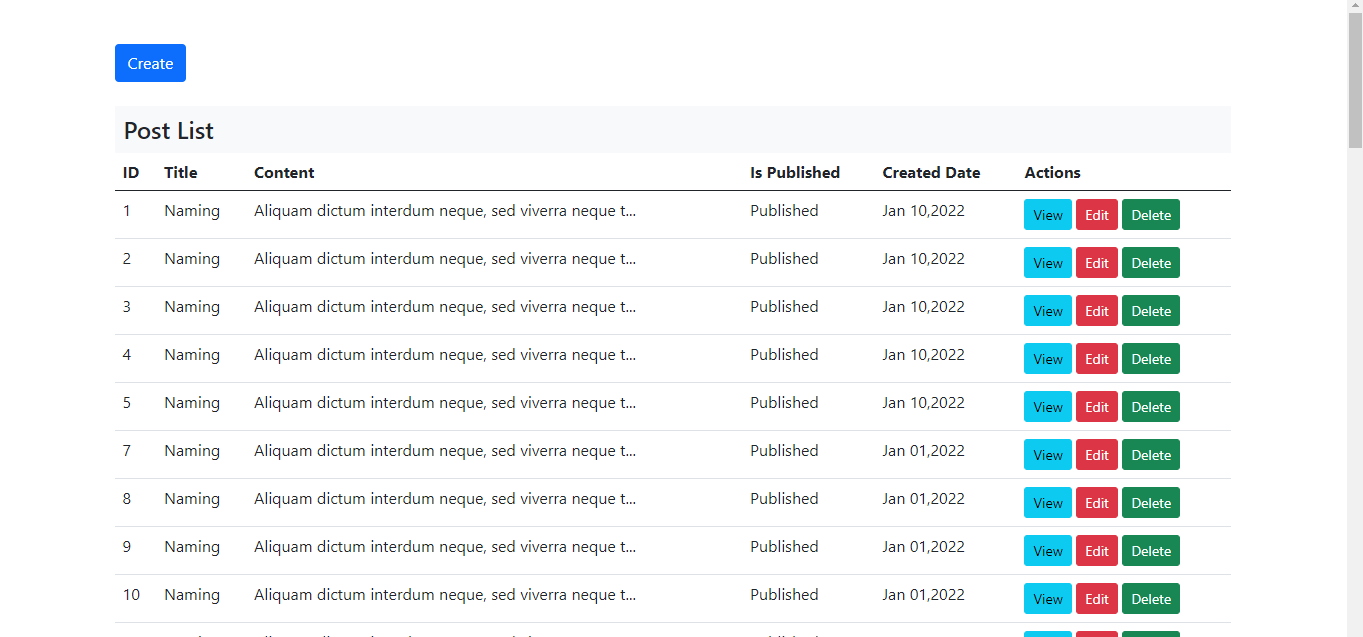 Create
Post List
ID Title Content Is Published Created Date Actions
1 Naming Aliquam dictum interdum neque, sed viverra neque t... Published Jan 10,2022 View Edit Delete
2 Naming Aliquam dictum interdum neque, sed viverra neque t... Published Jan 10,2022 View Edit Delete
3 Naming Aliquam dictum interdum neque, sed viverra neque t... Published Jan 10,2022 View Edit Delete
4 Naming Aliquam dictum interdum neque, sed viverra neque t... Published Jan 10,2022 View Edit Delete
5 Naming Aliquam dictum interdum neque, sed viverra neque t... Published Jan 10,2022 View Edit Delete
7 Naming Aliquam dictum interdum neque, sed viverra neque t... Published Jan 01,2022 View Edit Delete
8 Naming Aliquam dictum interdum neque, sed viverra neque t... Published Jan 01,2022 View Edit Delete
9 Naming Aliquam dictum interdum neque, sed viverra neque t... Published Jan 01,2022 View Edit Delete
10 Naming Aliquam dictum interdum neque, sed viverra neque t... Published Jan 01,2022 View Edit Delete